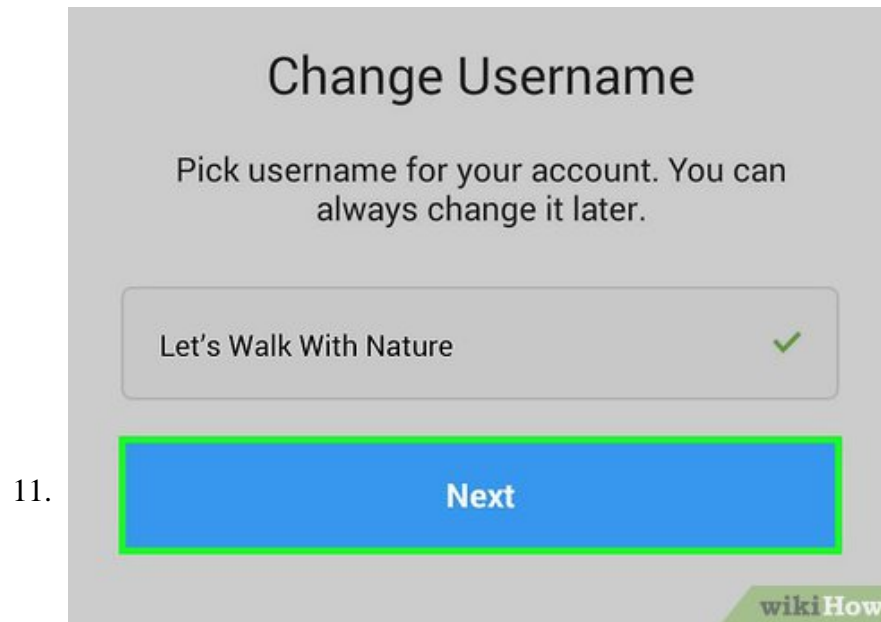 Change Username
Pick username for your account. You can
always change it later.
Let's Walk With Nature
11.
Next
wikiHow